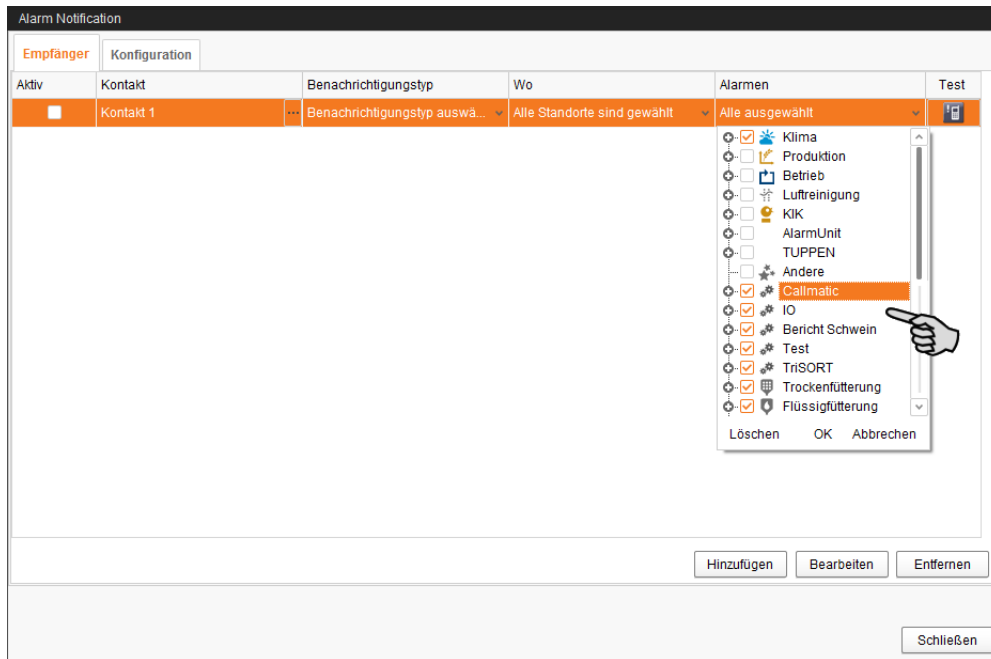 Alarm Notification
Empfänger Konfiguration
Aktiv Kontakt Benachrichtigungstyp Wo Alarmen Test
Kontakt 1 ... Benachrichtigungstyp auswä... Alle Standorte sind gewählt Alle ausgewählt
Klima
Produktion
Betrieb
Luftreinigung
KIK
AlarmUnit
TUPPEN
Andere
Callmatic
IO
Bericht Schwein
Test
TriSORT
Trockenfütterung
Flüssigfütterung
Löschen OK Abbrechen
Hinzufügen Bearbeiten Entfernen
Schließen